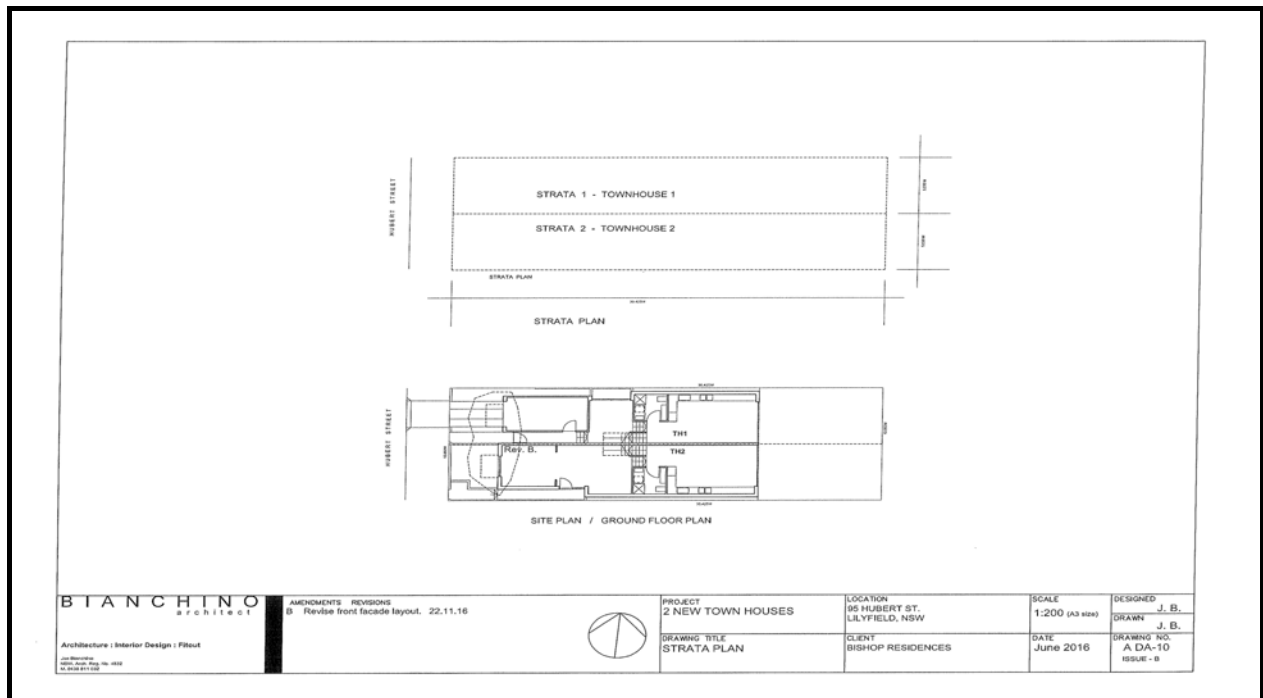 HUBERT STREET
STRATA 1 - TOWNHOUSE 1
STRATA 2 - TOWNHOUSE 2
STRATA PLAN
STRATA PLAN
HUBERT STREET
TH1
Rev. B.
TH2
SITE PLAN / GROUND FLOOR PLAN
BIANCHINO
architect
Architecture : Interior Design : Fitout
AMENDMENTS REVISIONS
B Revise front facade layout. 22.11.16
PROJECT
2 NEW TOWN HOUSES
DRAWING TITLE
STRATA PLAN
LOCATION
95 HUBERT ST.
LILYFIELD, NSW
CLIENT
BISHOP RESIDENCES
SCALE
1:200 (A3 size)
DATE
June 2016
DESIGNED
J. B.
DRAWN
J. B.
DRAWING NO.
A DA-10
ISSUE - B